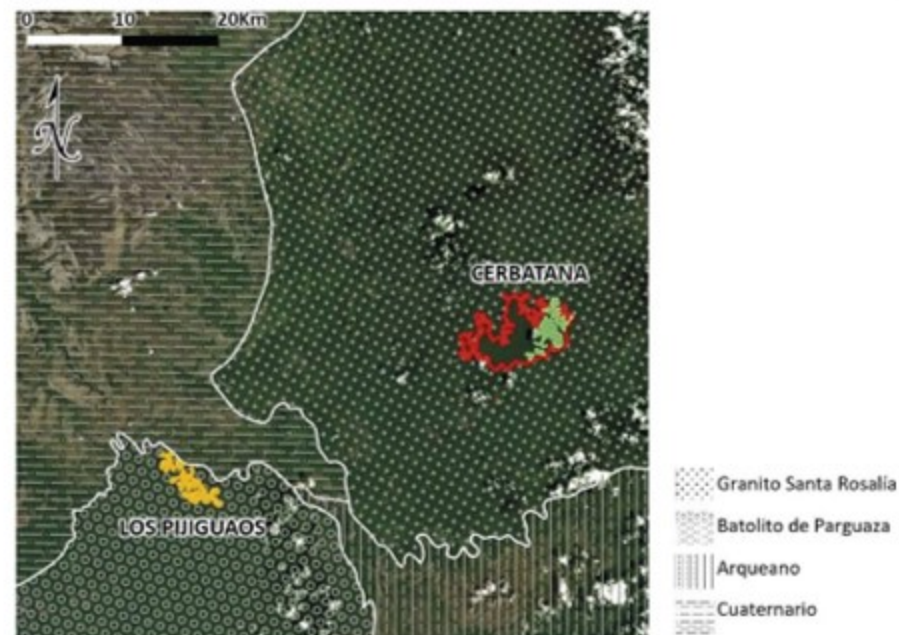 0 10 20Km
N
CERBATANA
LOS PIJIGUAOS
Granito Santa Rosalía
Batolito de Parguaza
Arqueano
Cuaternario